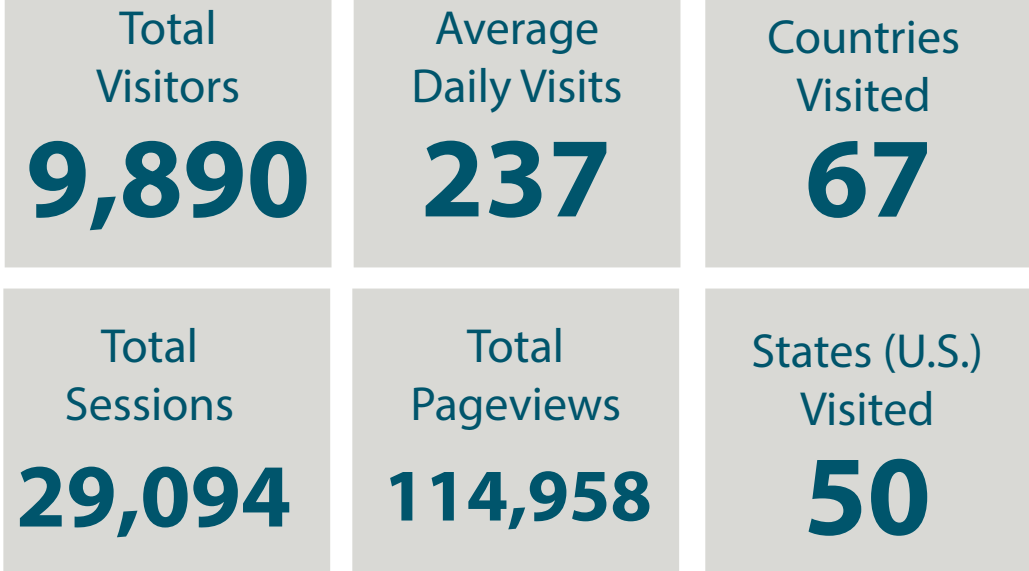 Total
Visitors
9,890
Average
Daily Visits
237
Countries
Visited
67
Total
Sessions
29,094
Total
Pageviews
114,958
States (U.S.)
Visited
50